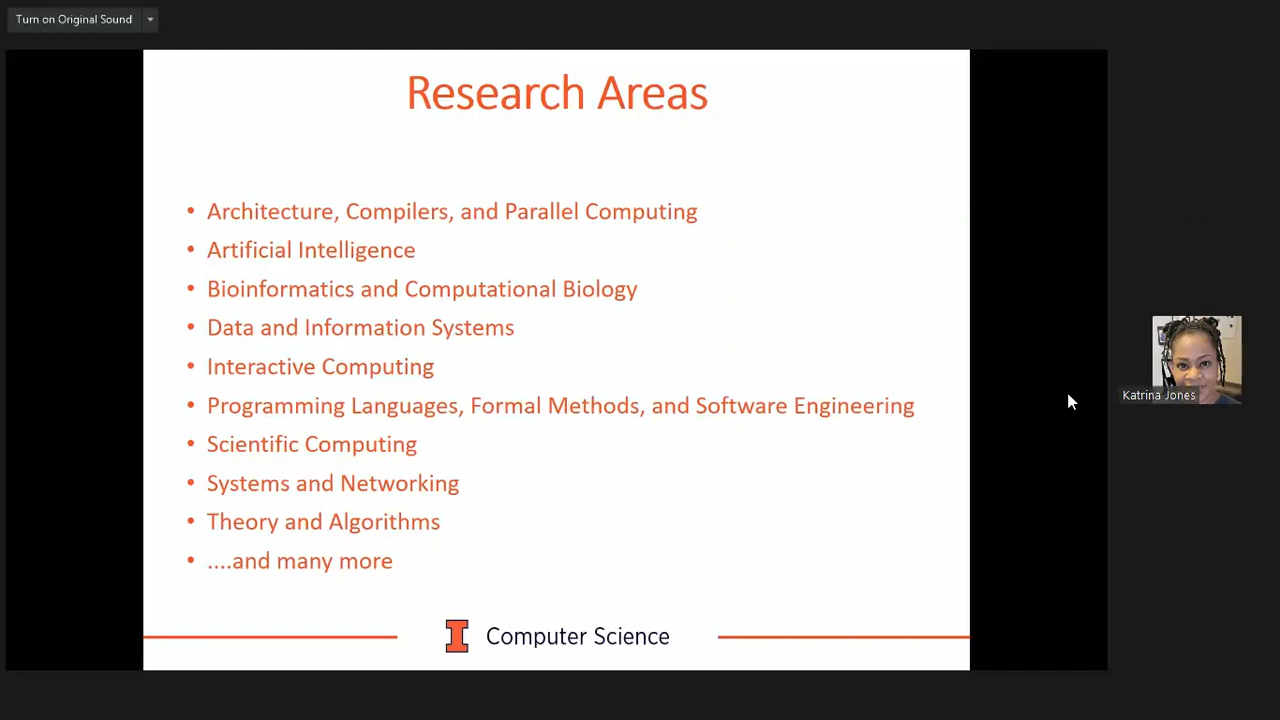 Turn on Original Sound
Research Areas
• Architecture, Compilers, and Parallel Computing
• Artificial Intelligence
• Bioinformatics and Computational Biology
• Data and Information Systems
• Interactive Computing
• Programming Languages, Formal Methods, and Software Engineering
• Scientific Computing
• Systems and Networking
• Theory and Algorithms
• ....and many more
Katrina Jones
I Computer Science